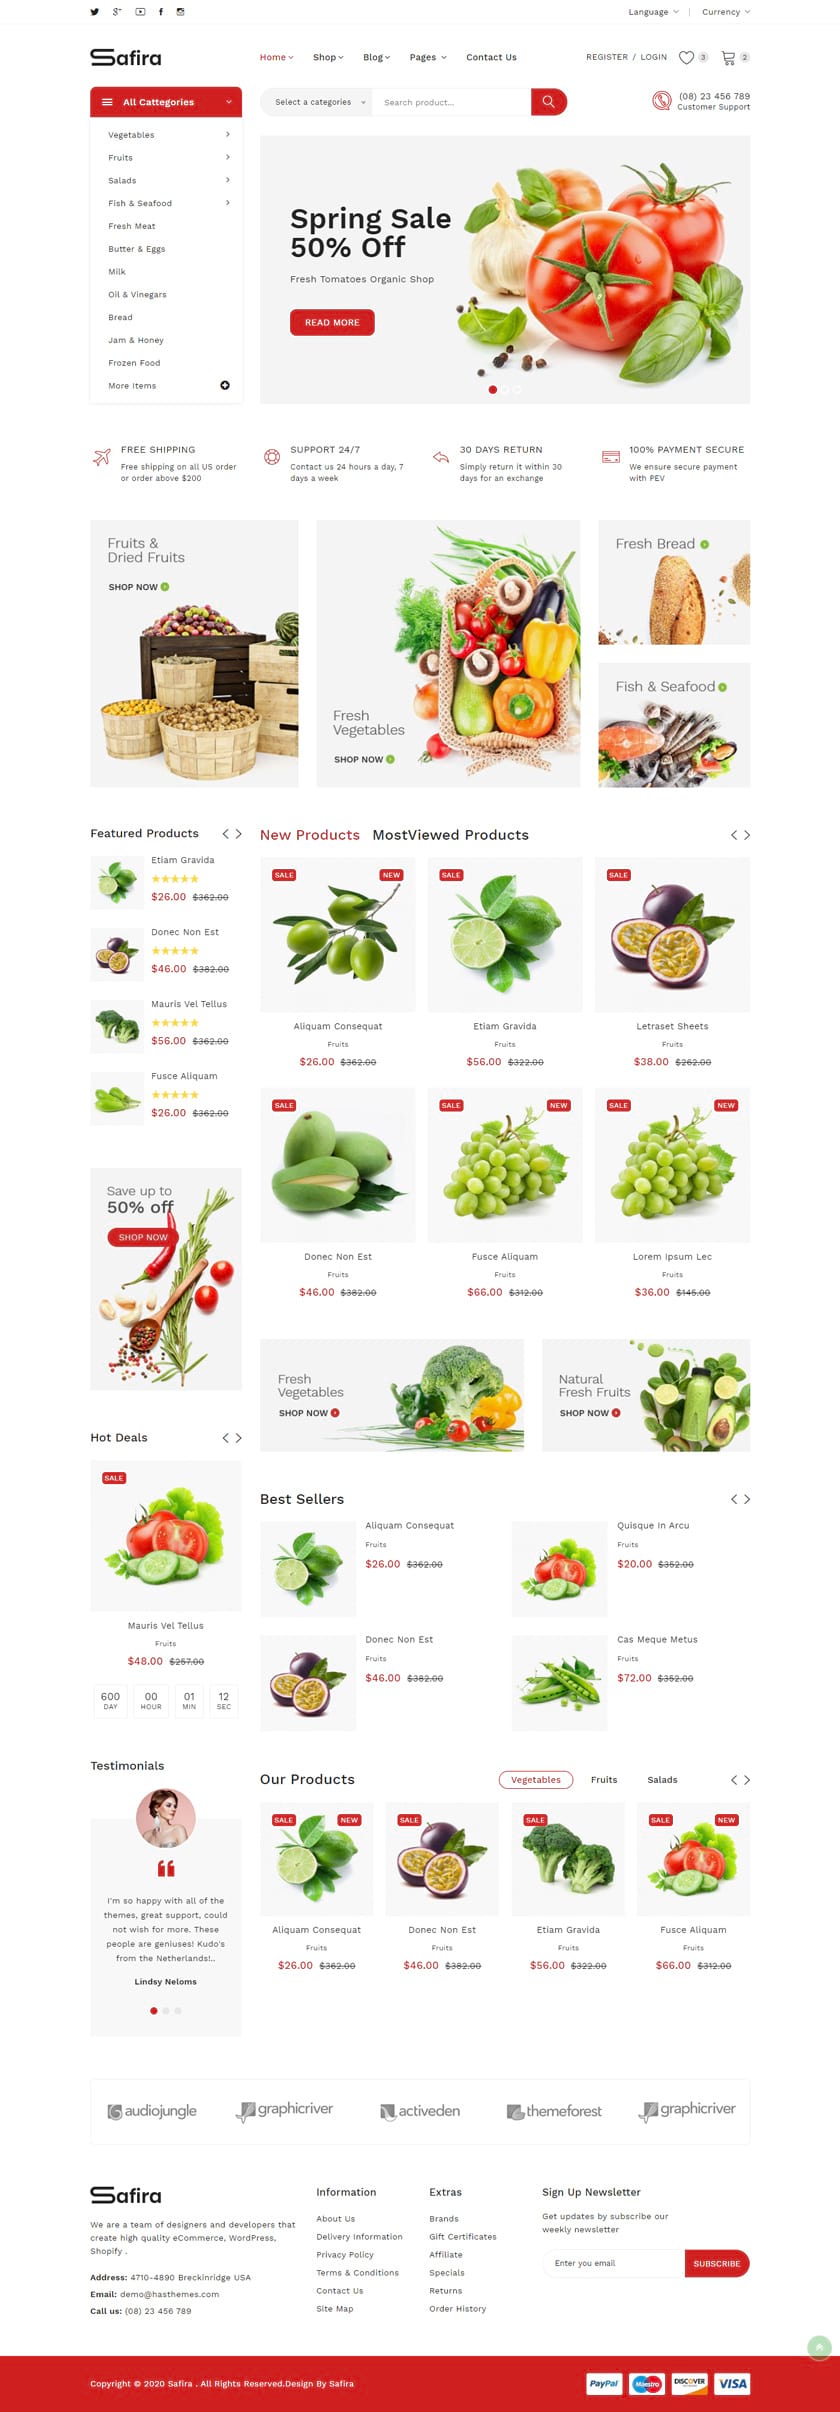 Language
Currency
Safira
Home
Shop
Blog
Pages
Contact Us
REGISTER / LOGIN
3
2
All Cattegories
Select a categories
Search product...
(08) 23 456 789
Customer Support
Vegetables
Fruits
Salads
Fish & Seafood
Fresh Meat
Butter & Eggs
Milk
Oil & Vinegars
Bread
Jam & Honey
Frozen Food
More Items
Spring Sale
50% Off
Fresh Tomatoes Organic Shop
READ MORE
FREE SHIPPING
Free shipping on all US order
or order above $200
SUPPORT 24/7
Contact us 24 hours a day, 7
days a week
30 DAYS RETURN
Simply return it within 30
days for an exchange
100% PAYMENT SECURE
We ensure secure payment
with PEV
Fruits &
Dried Fruits
SHOP NOW
Fresh
Vegetables
SHOP NOW
Fresh Bread
Fish & Seafood
Featured Products
Etiam Gravida
$26.00 $362.00
Donec Non Est
$46.00 $382.00
Mauris Vel Tellus
$56.00 $362.00
Fusce Aliquam
$26.00 $362.00
New Products
MostViewed Products
SALE
NEW
Aliquam Consequat
Fruits
$26.00 $362.00
SALE
Etiam Gravida
Fruits
$56.00 $322.00
SALE
Letraset Sheets
Fruits
$38.00 $262.00
SALE
Donec Non Est
Fruits
$46.00 $382.00
SALE
NEW
Fusce Aliquam
Fruits
$66.00 $312.00
SALE
NEW
Lorem Ipsum Lec
Fruits
$36.00 $145.00
Save up to
50% off
SHOP NOW
Fresh
Vegetables
SHOP NOW
Natural
Fresh Fruits
SHOP NOW
Hot Deals
SALE
Mauris Vel Tellus
Fruits
$48.00 $257.00
600
DAY
00
HOUR
01
MIN
12
SEC
Best Sellers
Aliquam Consequat
Fruits
$26.00 $362.00
Quisque In Arcu
Fruits
$20.00 $352.00
Donec Non Est
Fruits
$46.00 $382.00
Cas Meque Metus
Fruits
$72.00 $352.00
Testimonials
I'm so happy with all of the
themes, great support, could
not wish for more. These
people are geniuses! Kudo's
from the Netherlands!..
Lindsy Neloms
Our Products
Vegetables
Fruits
Salads
SALE
NEW
Aliquam Consequat
Fruits
$26.00 $362.00
SALE
Donec Non Est
Fruits
$46.00 $382.00
SALE
Etiam Gravida
Fruits
$56.00 $322.00
SALE
NEW
Fusce Aliquam
Fruits
$66.00 $312.00
audiojungle
graphicriver
activeden
themeforest
graphicriver
Safira
We are a team of designers and developers that
create high quality eCommerce, WordPress,
Shopify .
Address: 4710-4890 Breckinridge USA
Email: demo@hasthemes.com
Call us: (08) 23 456 789
Information
About Us
Delivery Information
Privacy Policy
Terms & Conditions
Contact Us
Site Map
Extras
Brands
Gift Certificates
Affiliate
Specials
Returns
Order History
Sign Up Newsletter
Get updates by subscribe our
weekly newsletter
Enter you email
SUBSCRIBE
Copyright © 2020 Safira . All Rights Reserved.Design By Safira
PayPal
Maestro
DISCOVER
VISA